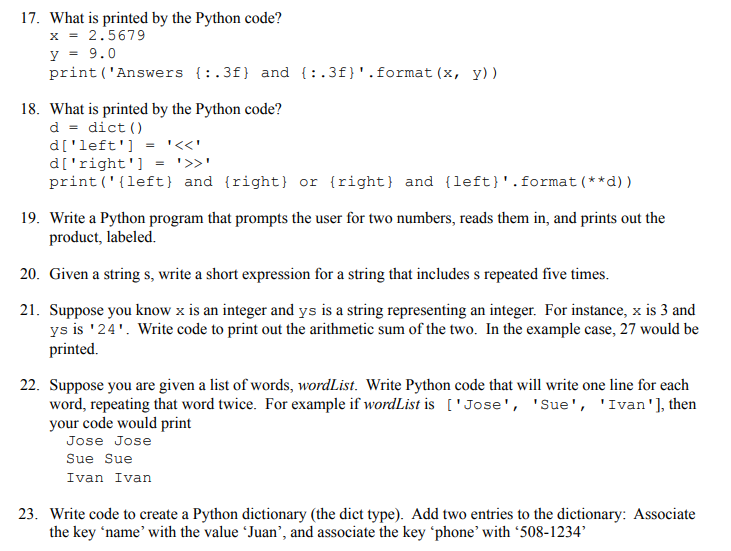 17. What is printed by the Python code?
x = 2.5679
y = 9.0
print('Answers {:.3f} and {:.3f}'.format(x, y))
18. What is printed by the Python code?
d = dict()
d['left'] = '<<'
d['right'] = '>>'
print('{left} and {right} or {right} and {left}'.format(**d))
19. Write a Python program that prompts the user for two numbers, reads them in, and prints out the
product, labeled.
20. Given a string s, write a short expression for a string that includes s repeated five times.
21. Suppose you know x is an integer and ys is a string representing an integer. For instance, x is 3 and
ys is '24'. Write code to print out the arithmetic sum of the two. In the example case, 27 would be
printed.
22. Suppose you are given a list of words, wordList. Write Python code that will write one line for each
word, repeating that word twice. For example if wordList is ['Jose', 'Sue', 'Ivan'], then
your code would print
Jose Jose
Sue Sue
Ivan Ivan
23. Write code to create a Python dictionary (the dict type). Add two entries to the dictionary: Associate
the key ‘name’ with the value ‘Juan’, and associate the key ‘phone’ with ‘508-1234’